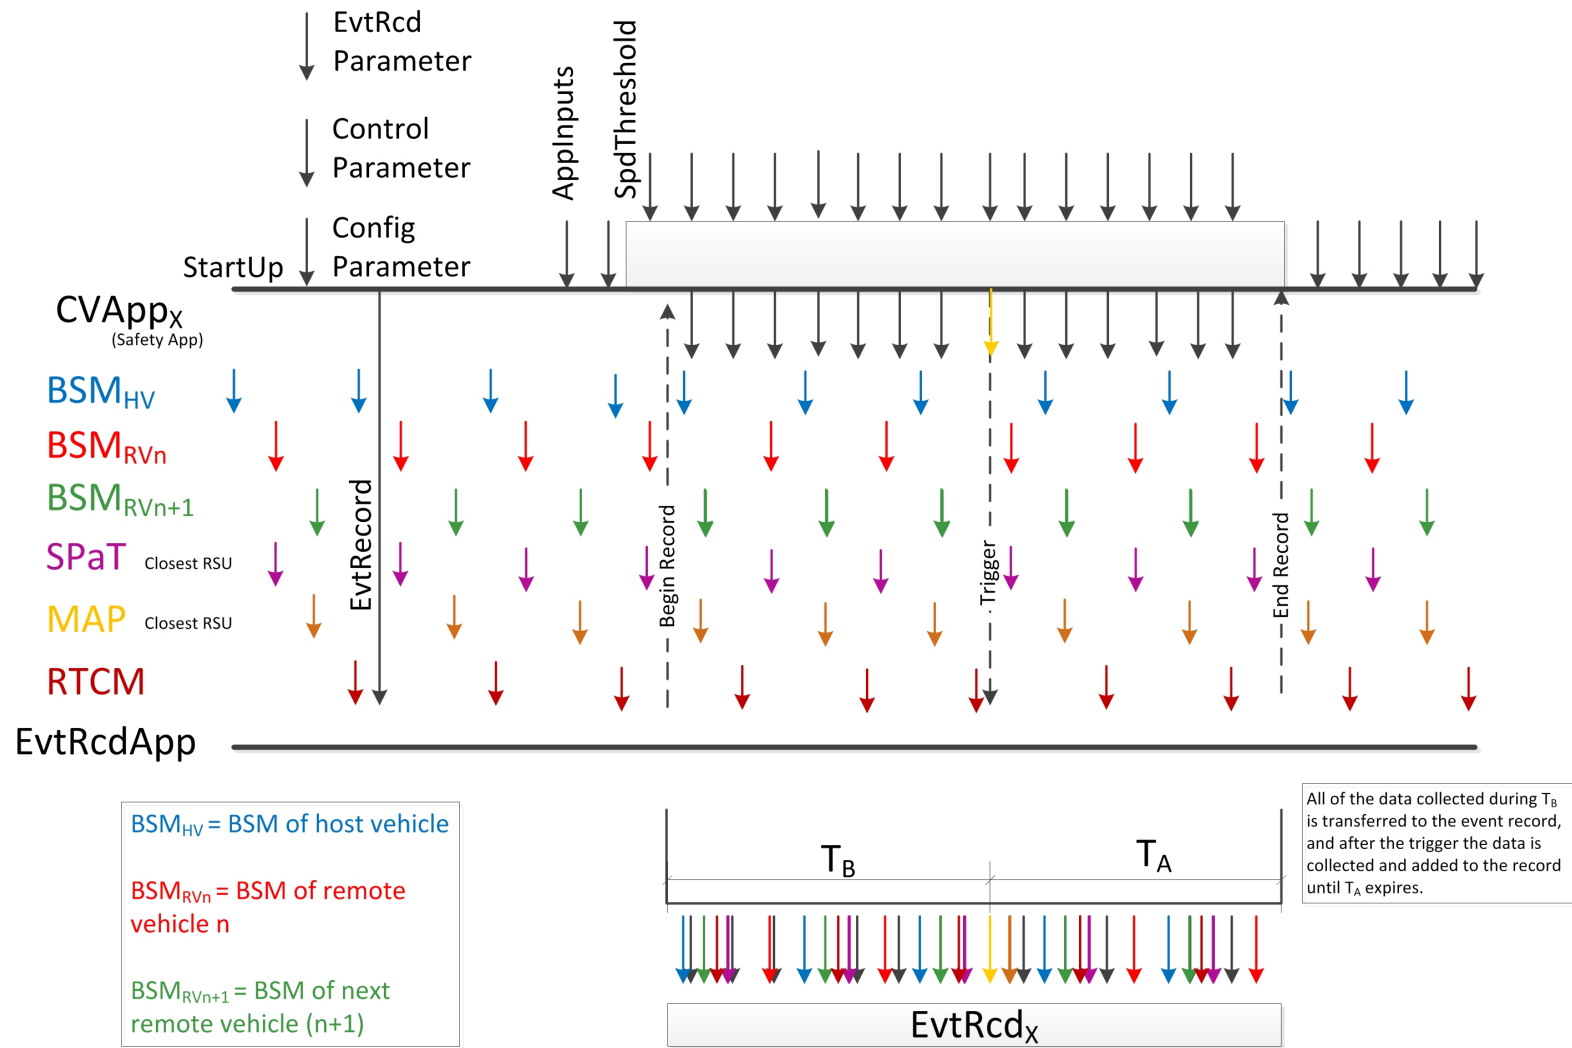 EvtRcd
Parameter
Control
Parameter
Config
Parameter
AppInputs
SpdThreshold
StartUp
CVAppX
(Safety App)
BSMHV
BSMRVn
BSMRVn+1
SPaT Closest RSU
MAP Closest RSU
RTCM
EvtRcdApp
EvtRecord
Begin Record
Trigger
End Record
BSMHV = BSM of host vehicle
BSMRVn = BSM of remote
vehicle n
BSMRVn+1 = BSM of next
remote vehicle (n+1)
TB
TA
All of the data collected during TB
is transferred to the event record,
and after the trigger the data is
collected and added to the record
until TA expires.
EvtRcdX